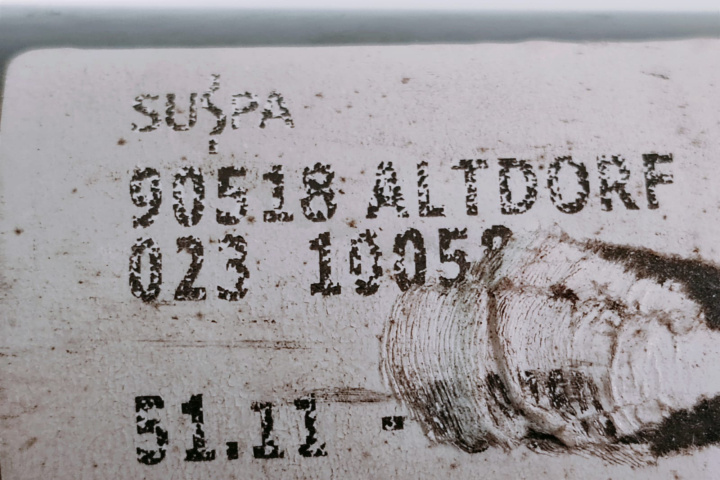 SUSPA
90518 ALTDORF
023
51.11 -